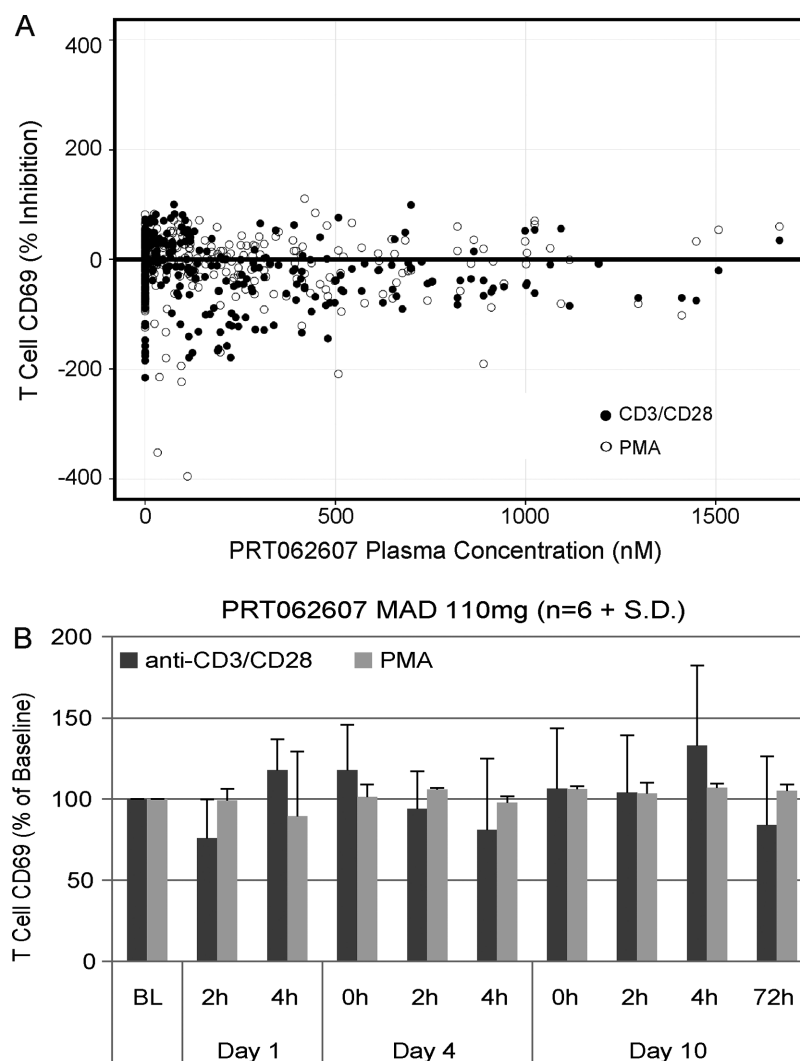 A
400
200
0
-200
-400
T Cell CD69 (% Inhibition)
CD3/CD28
PMA
0
500
1000
1500
PRT062607 Plasma Concentration (nM)
PRT062607 MAD 110mg (n=6 + S.D.)
B
200
150
100
50
0
T Cell CD69 (% of Baseline)
anti-CD3/CD28
PMA
BL
2h
4h
0h
2h
4h
0h
2h
4h
72h
Day 1
Day 4
Day 10